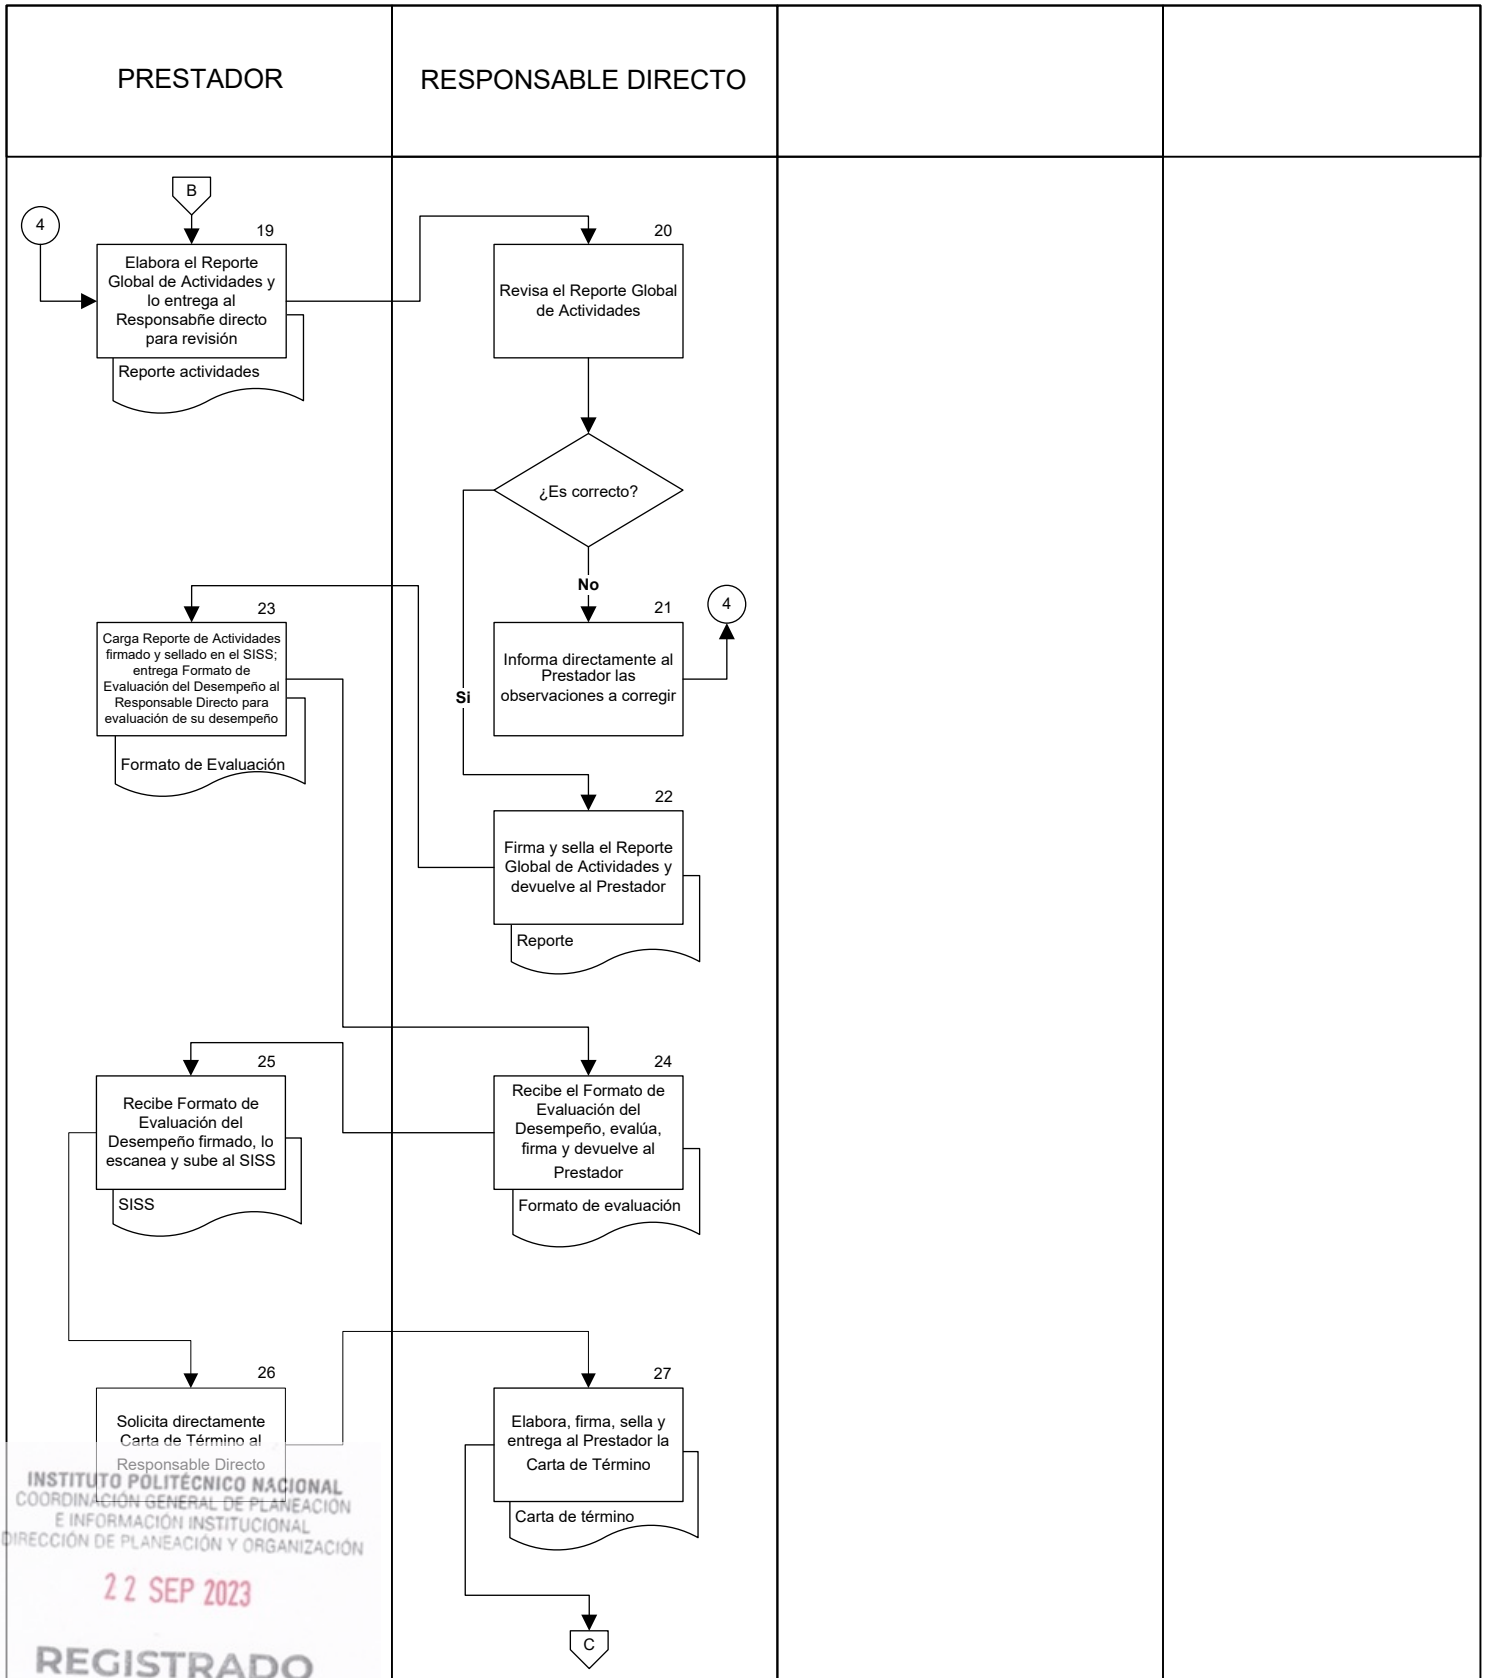 PRESTADOR
RESPONSABLE DIRECTO
B
4
19
Elabora el Reporte
Global de Actividades y
lo entrega al
Responsabñe directo
para revisión
Reporte actividades
20
Revisa el Reporte Global
de Actividades
¿Es correcto?
No
Si
21
Informa directamente al
Prestador las
observaciones a corregir
4
22
Firma y sella el Reporte
Global de Actividades y
devuelve al Prestador
Reporte
23
Carga Reporte de Actividades
firmado y sellado en el SISS;
entrega Formato de
Evaluación del Desempeño al
Responsable Directo para
evaluación de su desempeño
Formato de Evaluación
24
Recibe el Formato de
Evaluación del
Desempeño, evalúa,
firma y devuelve al
Prestador
Formato de evaluación
25
Recibe Formato de
Evaluación del
Desempeño firmado, lo
escanea y sube al SISS
SISS
26
Solicita directamente
Carta de Término al
Responsable Directo
27
Elabora, firma, sella y
entrega al Prestador la
Carta de Término
Carta de término
C
INSTITUTO POLITÉCNICO NACIONAL
COORDINACIÓN GENERAL DE PLANEACIÓN
E INFORMACIÓN INSTITUCIONAL
DIRECCIÓN DE PLANEACIÓN Y ORGANIZACIÓN
22 SEP 2023
REGISTRADO